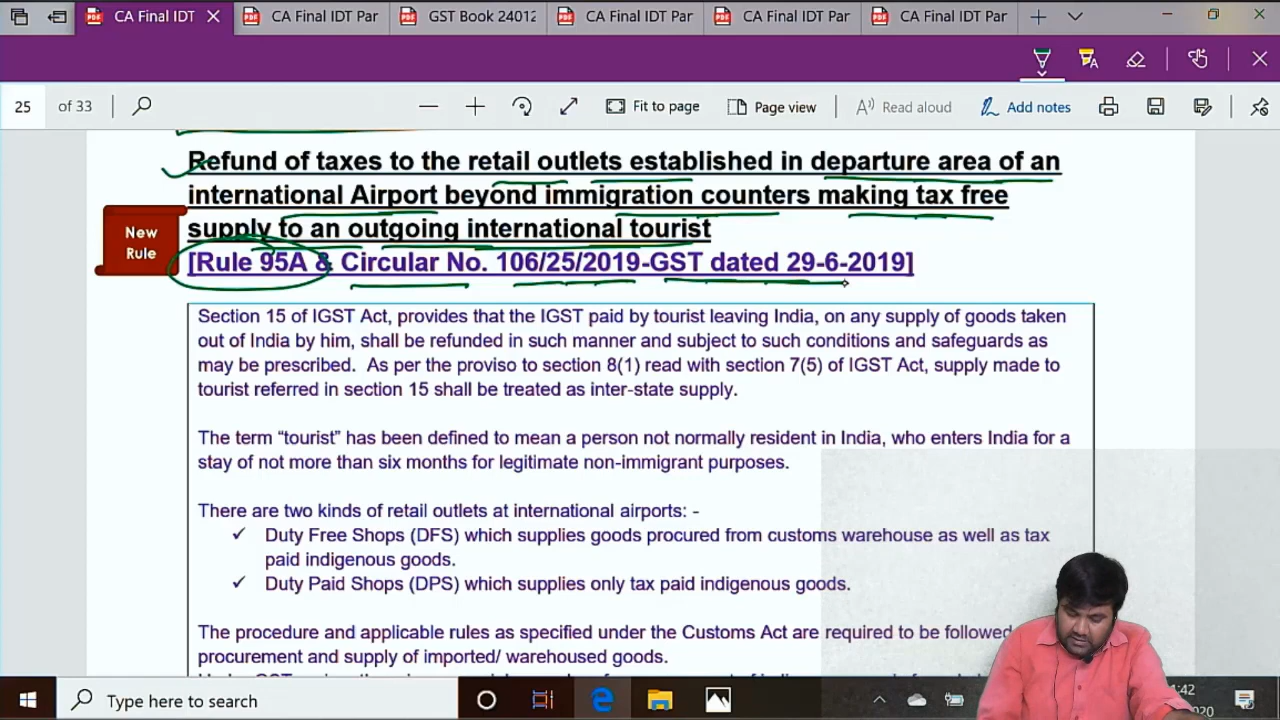 CA Final IDT
CA Final IDT Par
GST Book 24012
CA Final IDT Par
CA Final IDT Par
CA Final IDT Par
25 of 33
Fit to page
Page view
Read aloud
Add notes
Refund of taxes to the retail outlets established in departure area of an
international Airport beyond immigration counters making tax free
supply to an outgoing international tourist
New
Rule
[Rule 95A & Circular No. 106/25/2019-GST dated 29-6-2019]
Section 15 of IGST Act, provides that the IGST paid by tourist leaving India, on any supply of goods taken
out of India by him, shall be refunded in such manner and subject to such conditions and safeguards as
may be prescribed. As per the proviso to section 8(1) read with section 7(5) of IGST Act, supply made to
tourist referred in section 15 shall be treated as inter-state supply.
The term “tourist” has been defined to mean a person not normally resident in India, who enters India for a
stay of not more than six months for legitimate non-immigrant purposes.
There are two kinds of retail outlets at international airports: -
✓ Duty Free Shops (DFS) which supplies goods procured from customs warehouse as well as tax
paid indigenous goods.
✓ Duty Paid Shops (DPS) which supplies only tax paid indigenous goods.
The procedure and applicable rules as specified under the Customs Act are required to be followed
procurement and supply of imported/ warehoused goods.
Type here to search